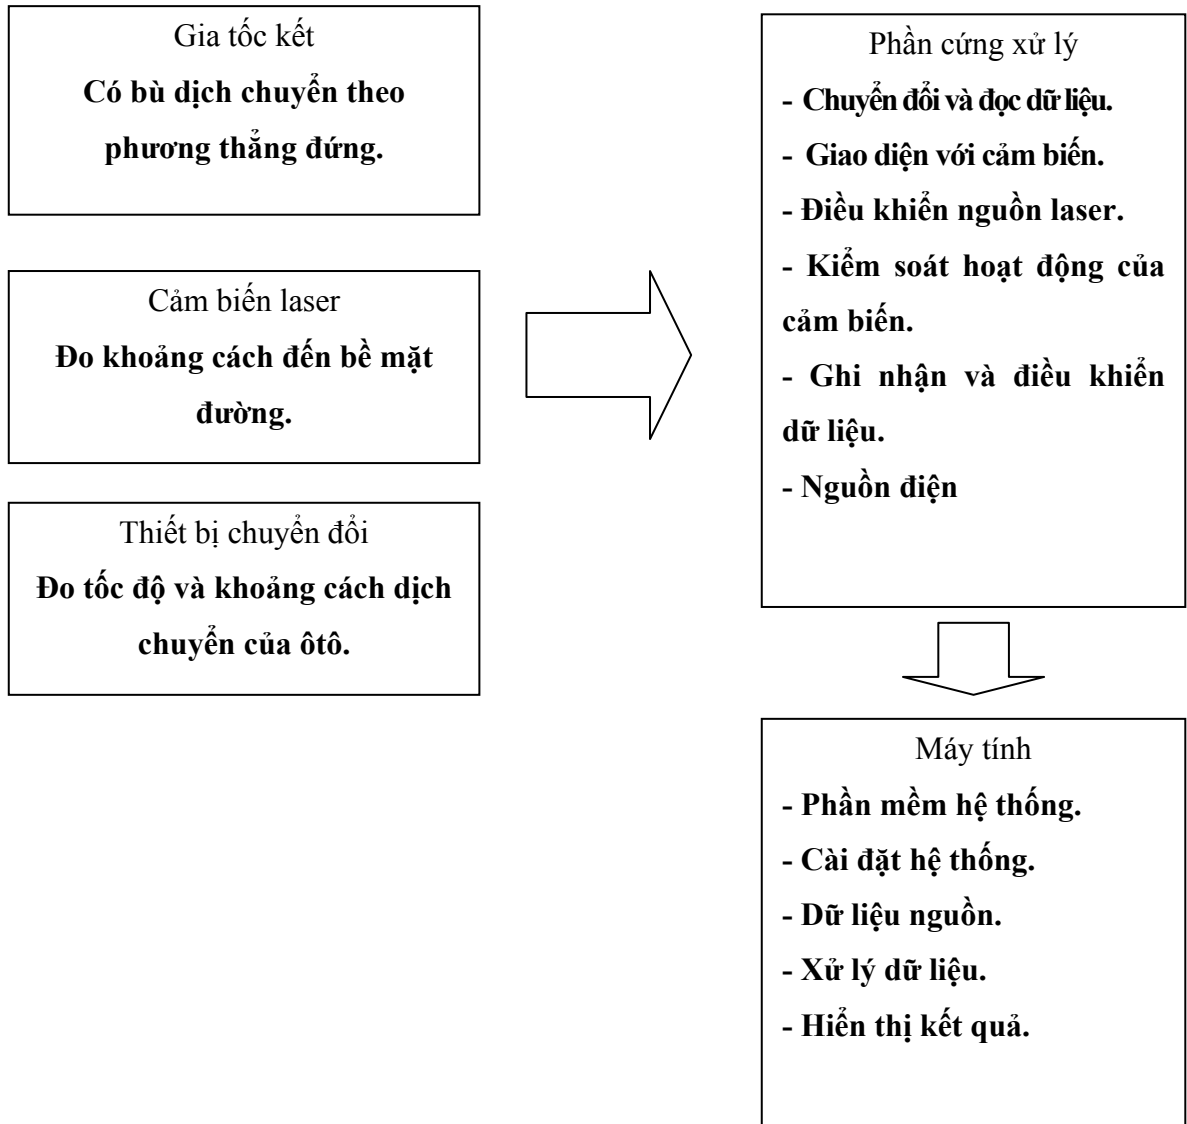 Gia tốc kết
Có bù dịch chuyển theo
phương thẳng đứng.
Cảm biến laser
Đo khoảng cách đến bề mặt
đường.
Thiết bị chuyển đổi
Đo tốc độ và khoảng cách dịch
chuyển của ôtô.
Phần cứng xử lý
- Chuyển đổi và đọc dữ liệu.
- Giao diện với cảm biến.
- Điều khiển nguồn laser.
- Kiểm soát hoạt động của
cảm biến.
- Ghi nhận và điều khiển
dữ liệu.
- Nguồn điện
Máy tính
- Phần mềm hệ thống.
- Cài đặt hệ thống.
- Dữ liệu nguồn.
- Xử lý dữ liệu.
- Hiển thị kết quả.